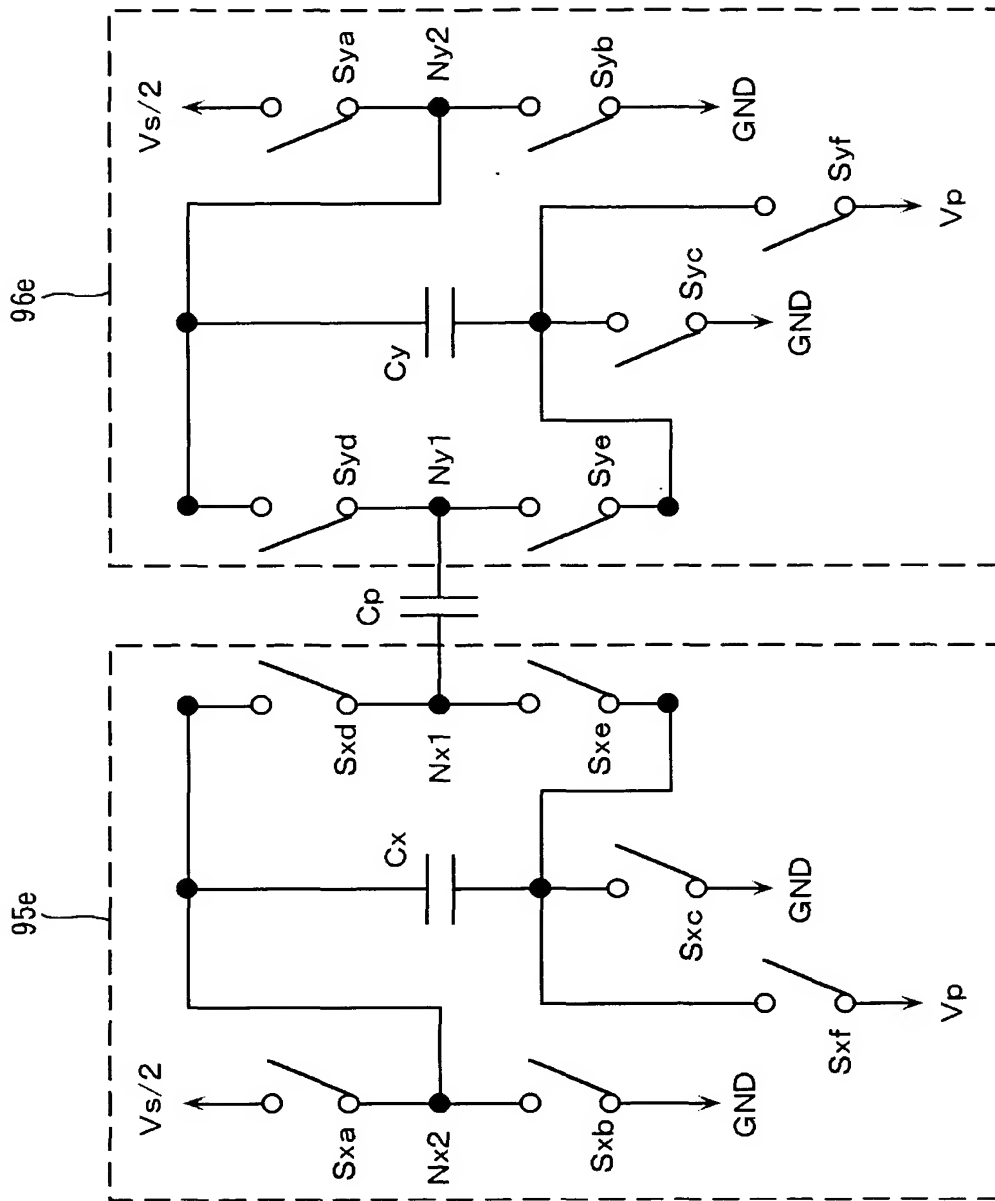 95e
Vs/2
Sxa
Nx2
Sxb
GND
Sxf
Vp
Cx
Sxc
GND
Sxd
Nx1
Sxe
Cp
96e
Vs/2
Sya
Ny2
Syb
GND
Syf
Vp
Cy
Syc
GND
Syd
Ny1
Sye